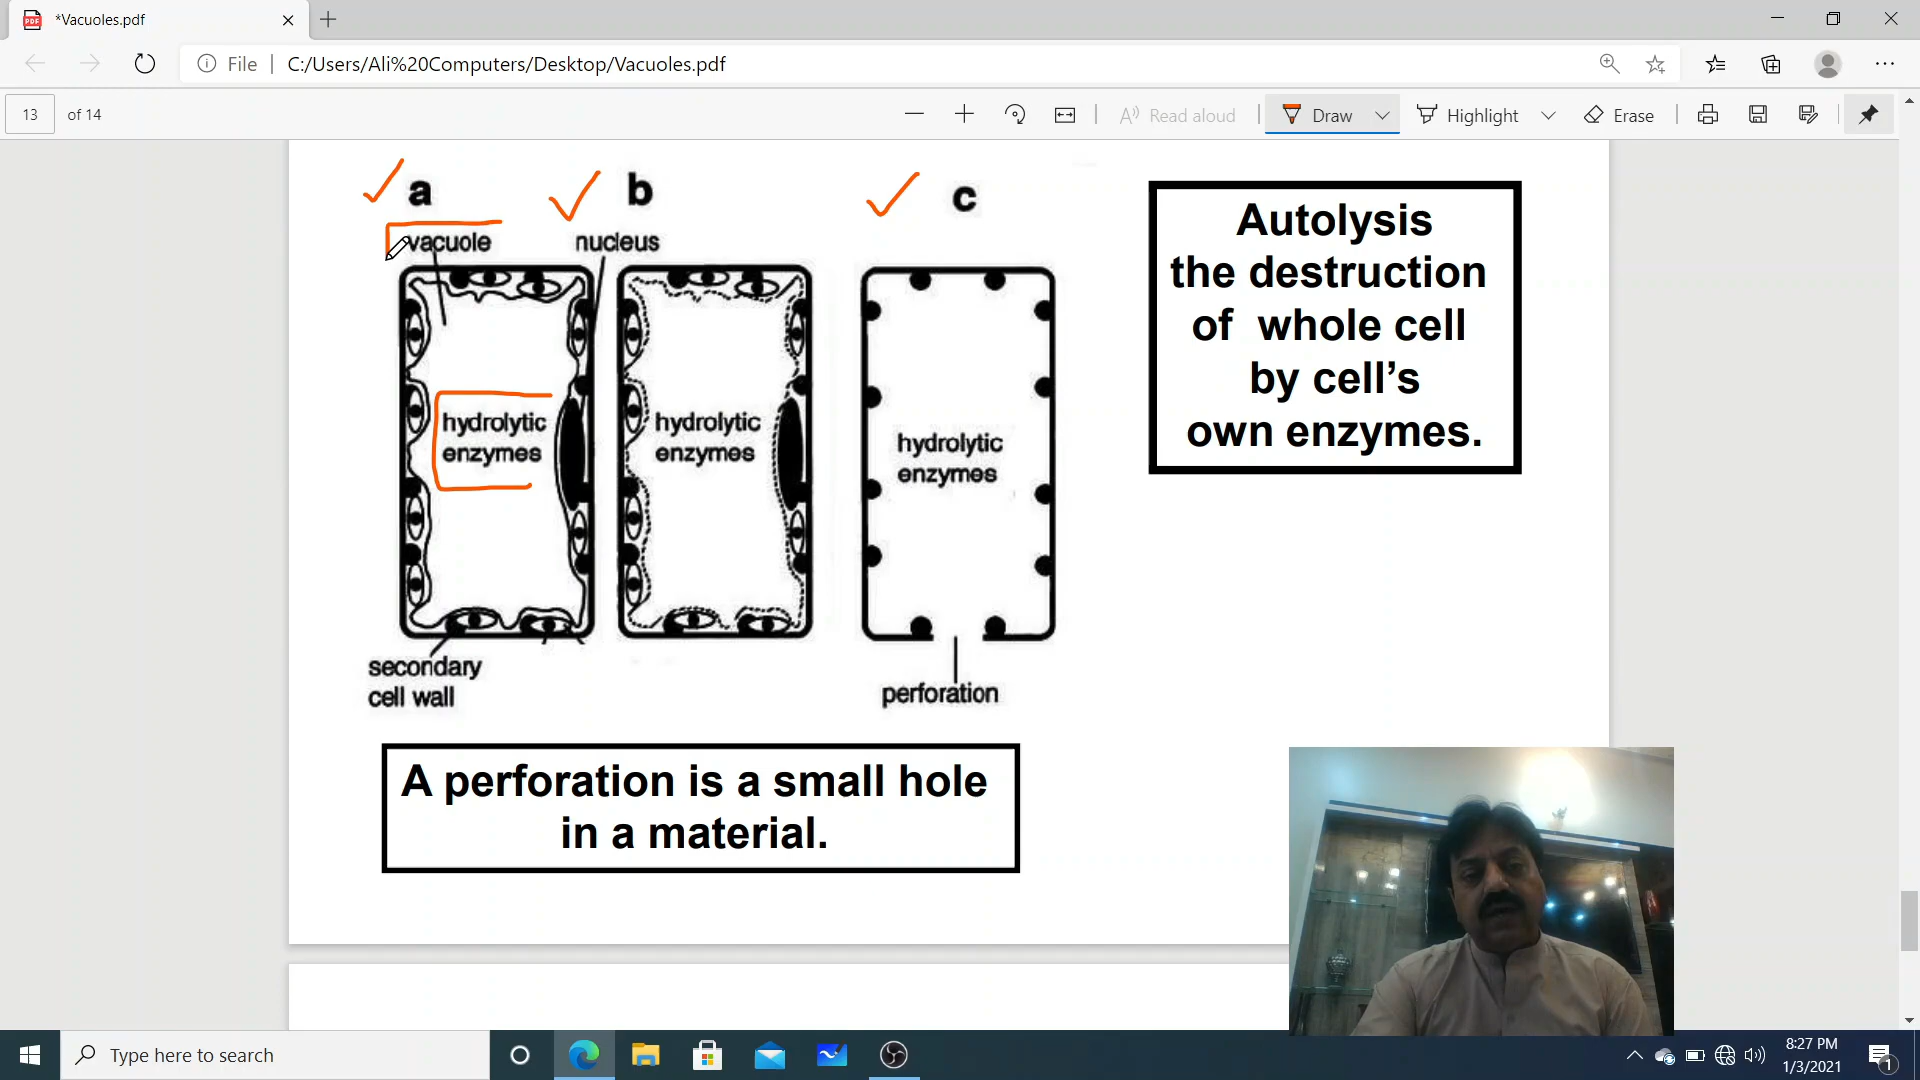 *Vacuoles.pdf
File
C:/Users/Ali%20Computers/Desktop/Vacuoles.pdf
13 of 14
Read aloud
Draw
Highlight
Erase
a
b
c
vacuole
nucleus
hydrolytic
enzymes
hydrolytic
enzymes
hydrolytic
enzymes
secondary
cell wall
perforation
Autolysis
the destruction
of whole cell
by cell’s
own enzymes.
A perforation is a small hole
in a material.
Type here to search
8:27 PM
1/3/2021
1